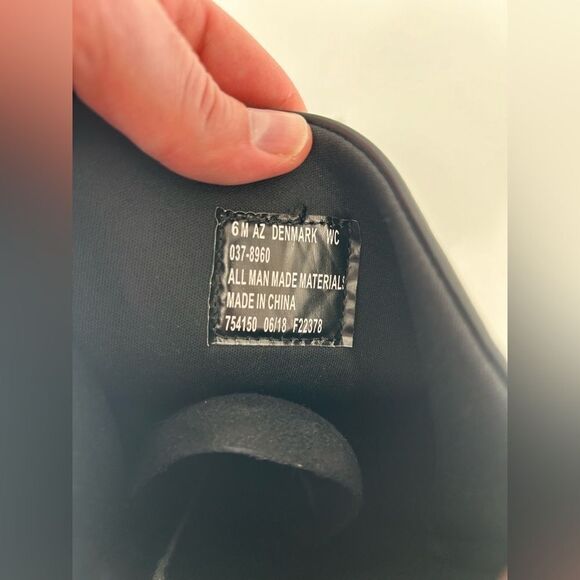 6 M AZ DENMARK WC
037-8960
ALL MAN MADE MATERIALS
MADE IN CHINA
754150 06/18 F22378